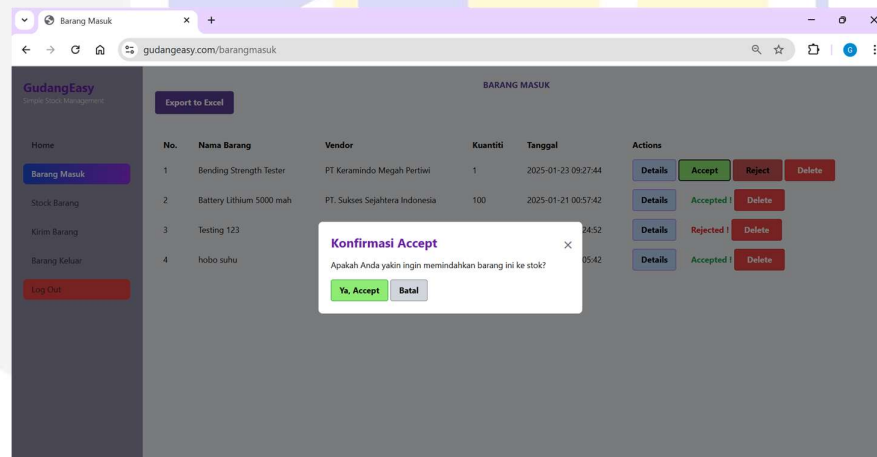 Barang Masuk
gudangeasy.com/barangmasuk
G
GudangEasy
Simple Stock Management
Home
Barang Masuk
Stock Barang
Kirim Barang
Barang Keluar
Log Out
BARANG MASUK
Export to Excel
No. Nama Barang Vendor Kuantiti Tanggal Actions
1 Bending Strength Tester PT Keramindo Megah Pertiwi 1 2025-01-23 09:27:44 Details Accept Reject Delete
2 Battery Lithium 5000 mah PT. Sukses Sejahtera Indonesia 100 2025-01-21 00:57:42 Details Accepted ! Delete
3 Testing 123 24:52 Details Rejected ! Delete
4 hobo suhu 05:42 Details Accepted ! Delete
Konfirmasi Accept
Apakah Anda yakin ingin memindahkan barang ini ke stok?
Ya, Accept Batal